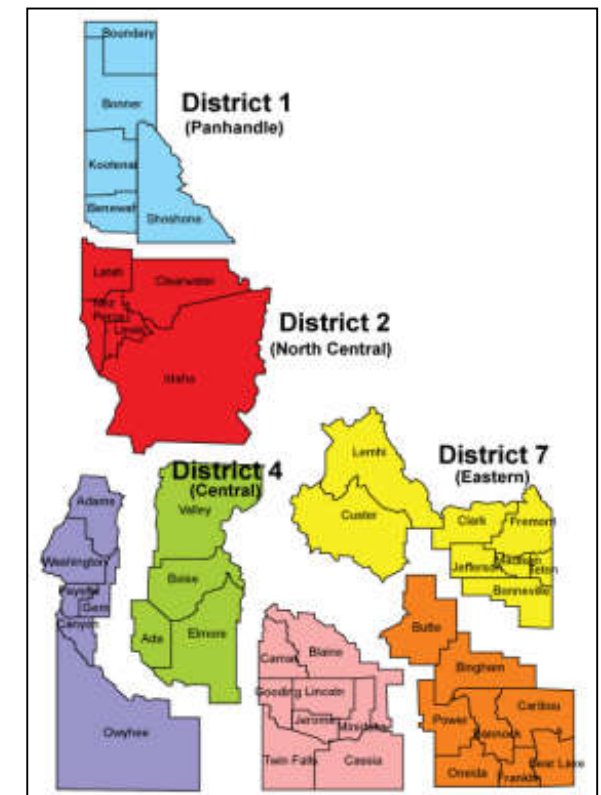 Boundary
Bonner
District 1
(Panhandle)
Kootenai
Benewah
Shoshone
Latah
Clearwater
Nez
Perce
Lewis
District 2
(North Central)
Idaho
District 4
(Central)
Valley
District 7
(Eastern)
Lemhi
Custer
Clark
Fremont
Jefferson
Madison
Teton
Bonneville
Adams
Washington
Payette
Gem
Canyon
Owyhee
Boise
Ada
Elmore
Camas
Blaine
Gooding
Lincoln
Jerome
Minidoka
Twin Falls
Cassia
Butte
Bingham
Power
Bannock
Caribou
Bear Lake
Oneida
Franklin